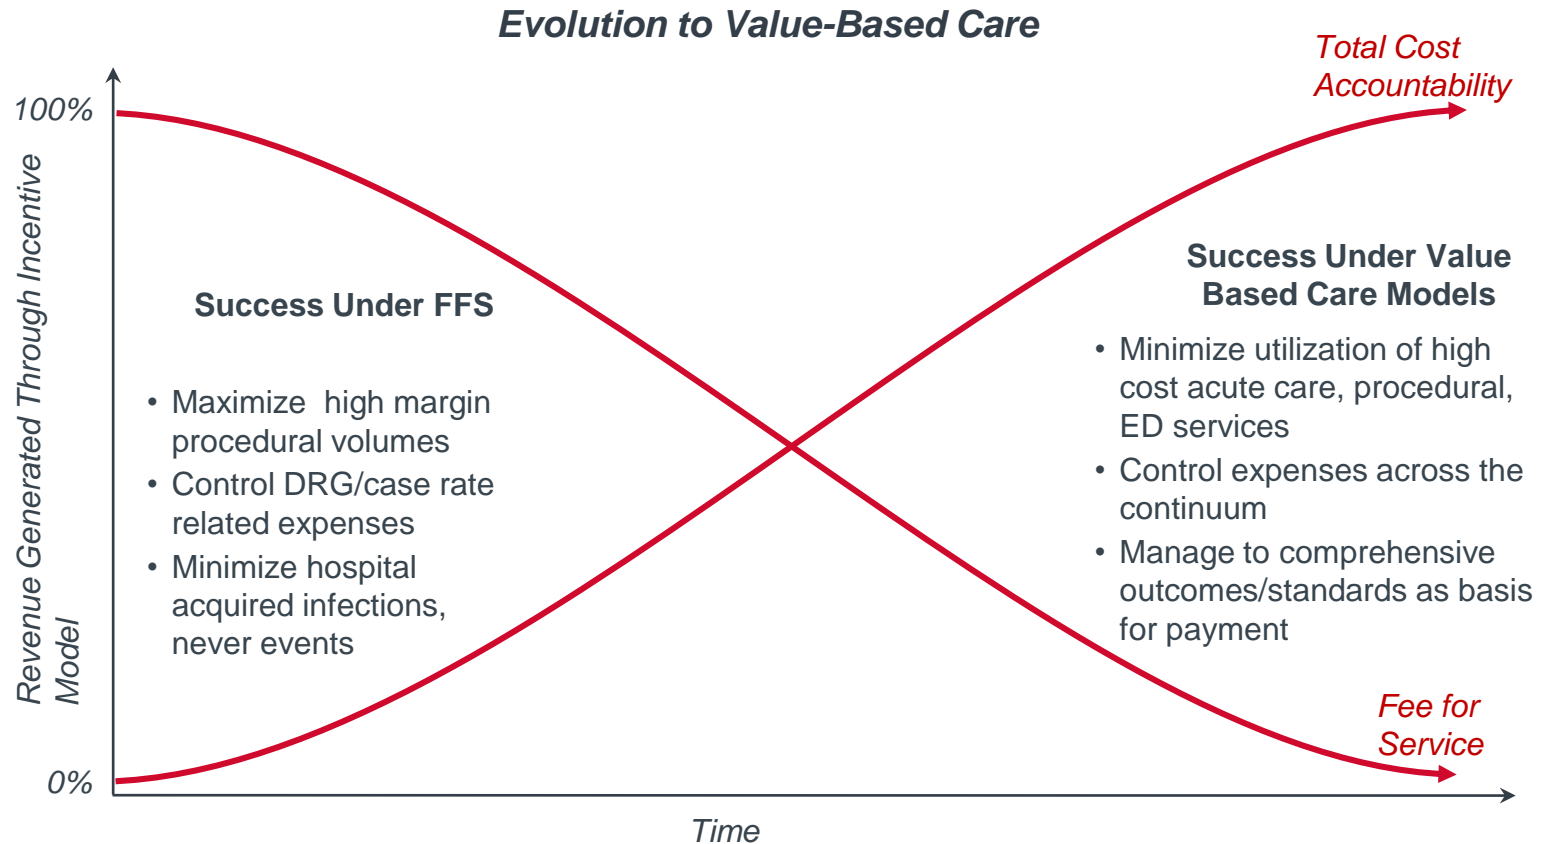 Evolution to Value-Based Care
Total Cost
Accountability
100%
Revenue Generated Through Incentive
Model
0%
Success Under FFS
• Maximize  high margin
procedural volumes
• Control DRG/case rate
related expenses
• Minimize hospital
acquired infections,
never events
Success Under Value
Based Care Models
• Minimize utilization of high
cost acute care, procedural,
ED services
• Control expenses across the
continuum
• Manage to comprehensive
outcomes/standards as basis
for payment
Fee for
Service
Time